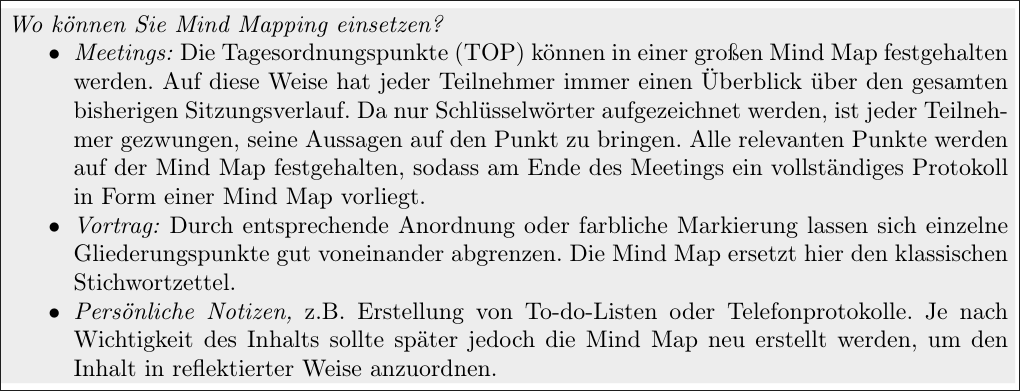 Wo können Sie Mind Mapping einsetzen?
• Meetings: Die Tagesordnungspunkte (TOP) können in einer großen Mind Map festgehalten
werden. Auf diese Weise hat jeder Teilnehmer immer einen Überblick über den gesamten
bisherigen Sitzungsverlauf. Da nur Schlüsselwörter aufgezeichnet werden, ist jeder Teilneh-
mer gezwungen, seine Aussagen auf den Punkt zu bringen. Alle relevanten Punkte werden
auf der Mind Map festgehalten, sodass am Ende des Meetings ein vollständiges Protokoll
in Form einer Mind Map vorliegt.
• Vortrag: Durch entsprechende Anordnung oder farbliche Markierung lassen sich einzelne
Gliederungspunkte gut voneinander abgrenzen. Die Mind Map ersetzt hier den klassischen
Stichwortzettel.
• Persönliche Notizen, z.B. Erstellung von To-do-Listen oder Telefonprotokolle. Je nach
Wichtigkeit des Inhalts sollte später jedoch die Mind Map neu erstellt werden, um den
Inhalt in reflektierter Weise anzuordnen.